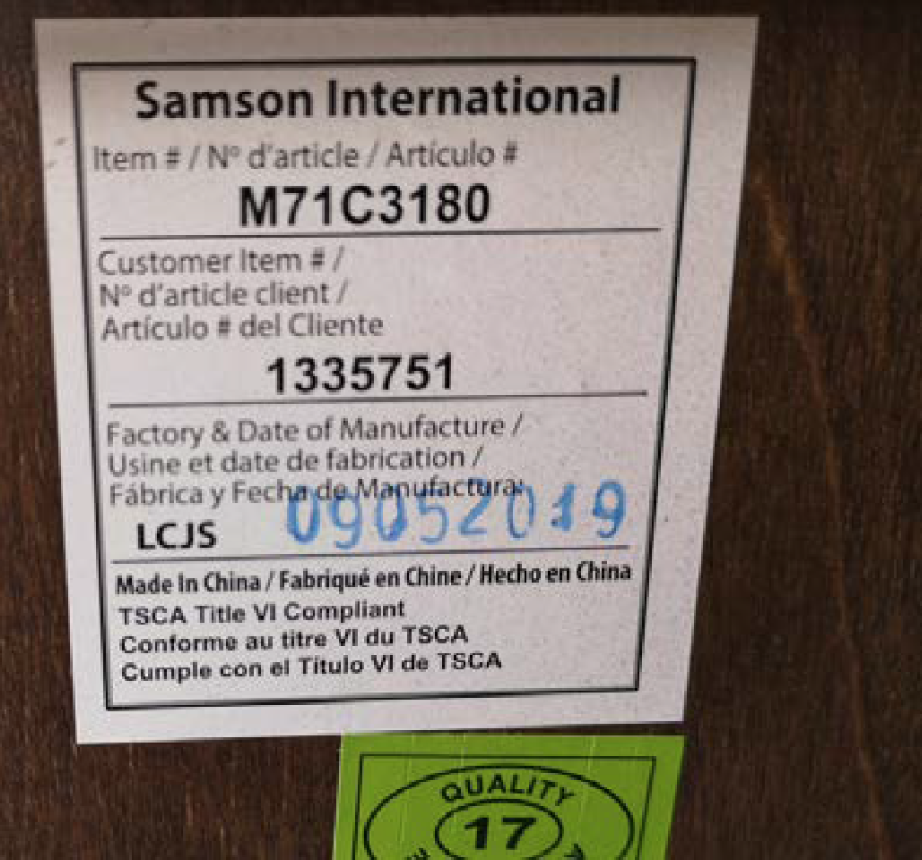 Samson International
Item # / Nº d'article / Artículo #
M71C3180
Customer Item # /
Nº d'article client /
Artículo # del Cliente
1335751
Factory & Date of Manufacture /
Usine et date de fabrication /
Fábrica y Fecha de Manufactura:
LCJS 09052019
Made In China / Fabriqué en Chine / Hecho en China
TSCA Title VI Compliant
Conforme au titre VI du TSCA
Cumple con el Título VI de TSCA
QUALITY
17